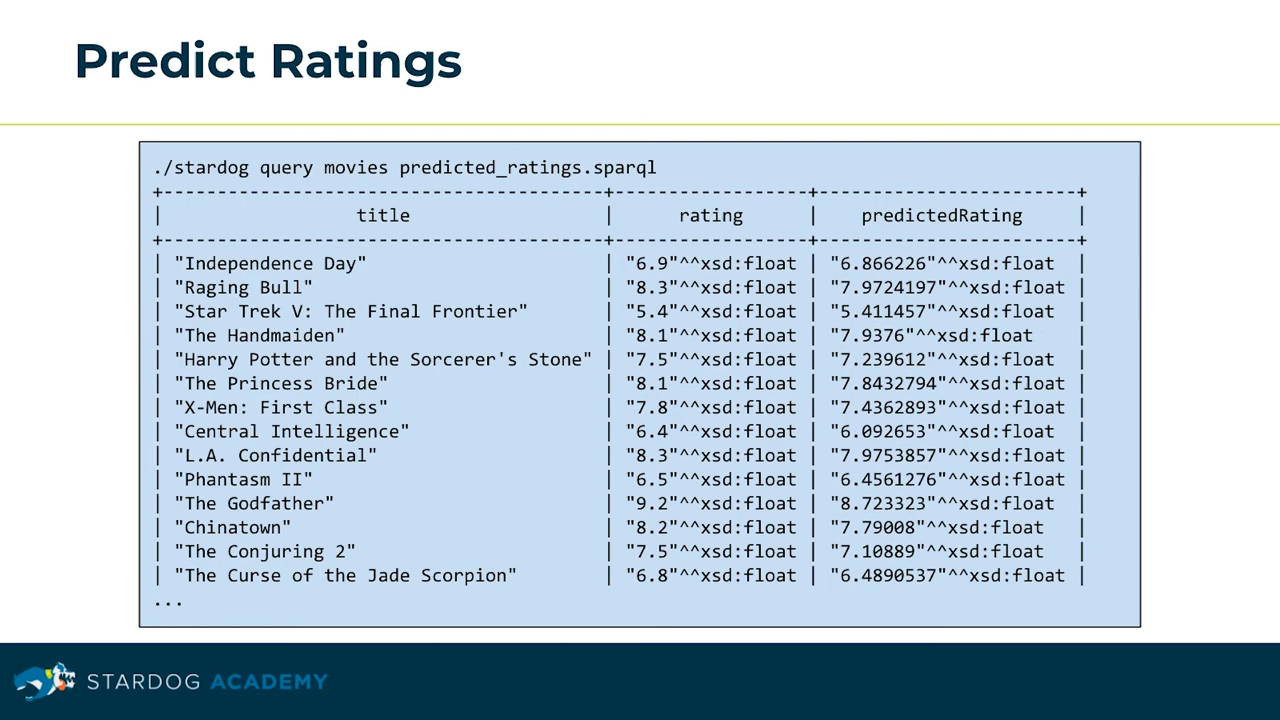 Predict Ratings
./stardog query movies predicted_ratings.sparql
+------------------------------------------+-------------------+-------------------------+
|                  title                   |      rating       |     predictedRating     |
+------------------------------------------+-------------------+-------------------------+
| "Independence Day"                       | "6.9"^^xsd:float | "6.866226"^^xsd:float  |
| "Raging Bull"                            | "8.3"^^xsd:float | "7.9724197"^^xsd:float |
| "Star Trek V: The Final Frontier"        | "5.4"^^xsd:float | "5.411457"^^xsd:float  |
| "The Handmaiden"                         | "8.1"^^xsd:float | "7.9376"^^xsd:float    |
| "Harry Potter and the Sorcerer's Stone"  | "7.5"^^xsd:float | "7.239612"^^xsd:float  |
| "The Princess Bride"                     | "8.1"^^xsd:float | "7.8432794"^^xsd:float |
| "X-Men: First Class"                     | "7.8"^^xsd:float | "7.4362893"^^xsd:float |
| "Central Intelligence"                   | "6.4"^^xsd:float | "6.092653"^^xsd:float  |
| "L.A. Confidential"                      | "8.3"^^xsd:float | "7.9753857"^^xsd:float |
| "Phantasm II"                            | "6.5"^^xsd:float | "6.4561276"^^xsd:float |
| "The Godfather"                          | "9.2"^^xsd:float | "8.723323"^^xsd:float  |
| "Chinatown"                              | "8.2"^^xsd:float | "7.79008"^^xsd:float   |
| "The Conjuring 2"                        | "7.5"^^xsd:float | "7.10889"^^xsd:float   |
| "The Curse of the Jade Scorpion"         | "6.8"^^xsd:float | "6.4890537"^^xsd:float |
...
STARDOG ACADEMY